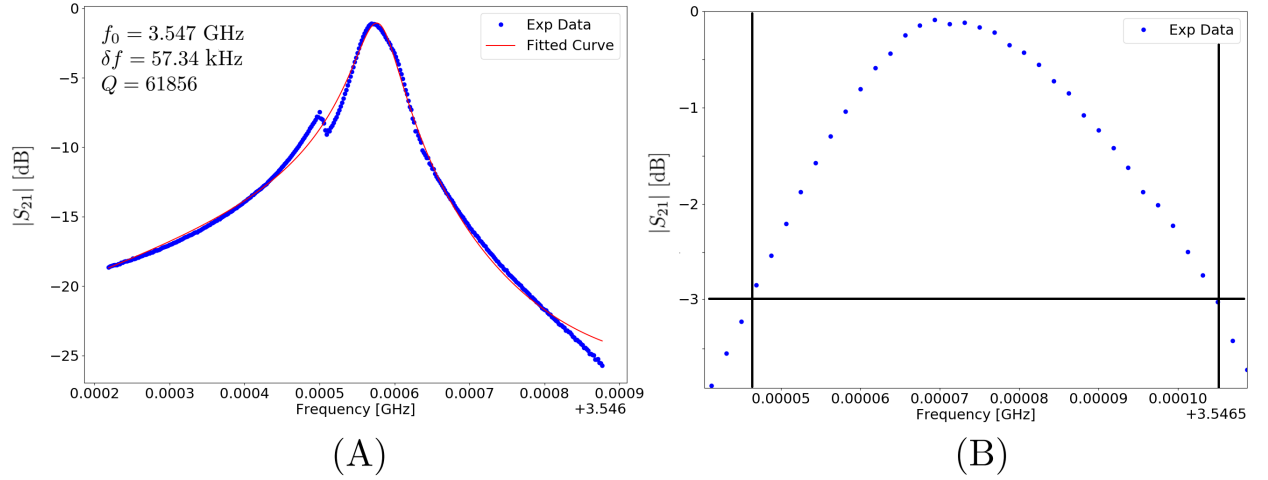 f₀ = 3.547 GHz
δf = 57.34 kHz
Q = 61856
Exp Data
Fitted Curve
|S₂₁| [dB]
0
−5
−10
−15
−20
−25
0.0002 0.0003 0.0004 0.0005 0.0006 0.0007 0.0008 0.0009
Frequency [GHz]
+3.546
(A)
Exp Data
|S₂₁| [dB]
0
−1
−2
−3
0.00005 0.00006 0.00007 0.00008 0.00009 0.00010
Frequency [GHz]
+3.5465
(B)